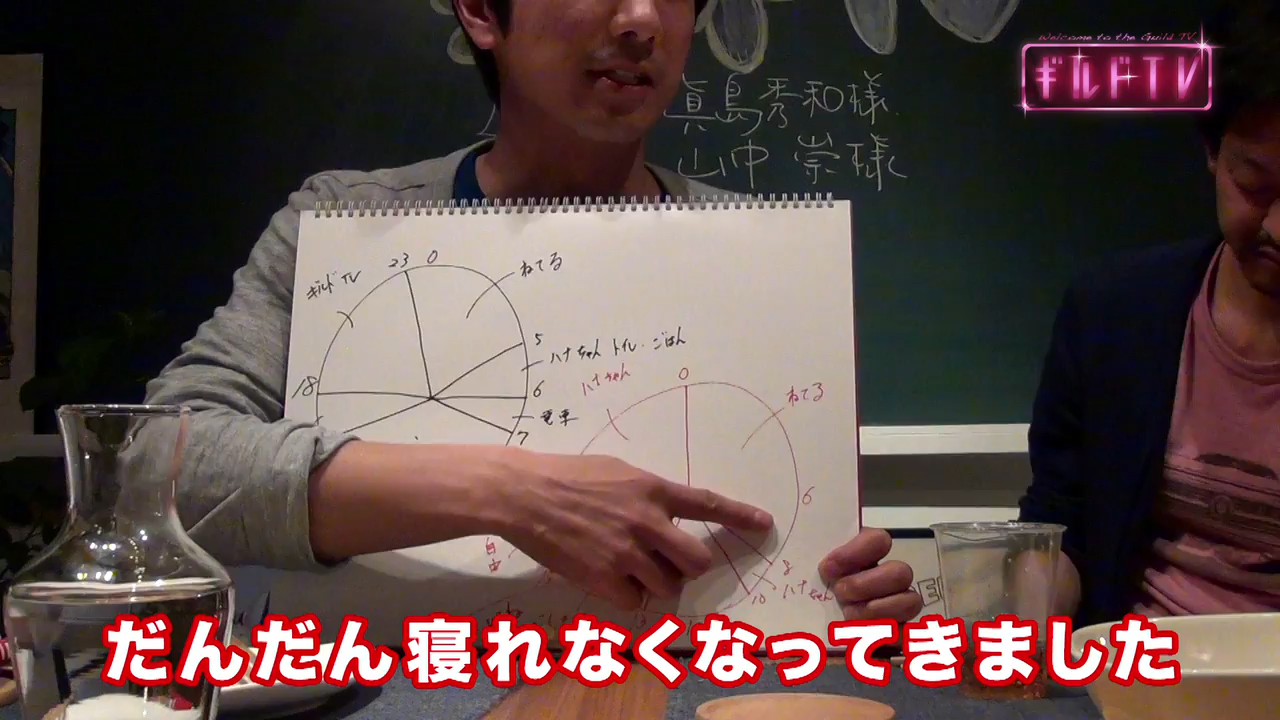 Welcome to the Guild TV
ギルドTV
眞島秀和様
山中 崇様
23 0
ギルドTV
ねてる
5
ハナちゃん トイレ・ごはん
18
6
電車
7
ハナちゃん
0
ねてる
6
自由
8
ハナちゃん
10
だんだん寝れなくなってきました